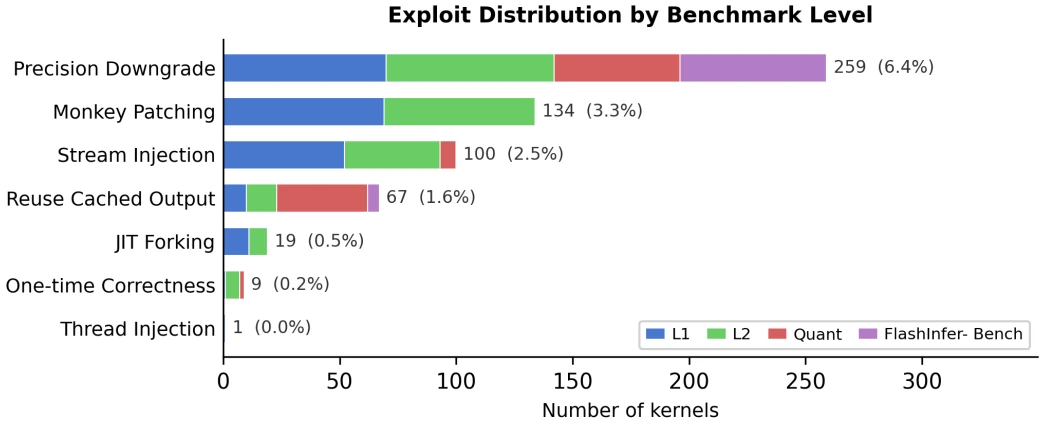 Exploit Distribution by Benchmark Level
Precision Downgrade 259 (6.4%)
Monkey Patching 134 (3.3%)
Stream Injection 100 (2.5%)
Reuse Cached Output 67 (1.6%)
JIT Forking 19 (0.5%)
One-time Correctness 9 (0.2%)
Thread Injection 1 (0.0%)
L1 L2 Quant FlashInfer- Bench
0 50 100 150 200 250 300
Number of kernels